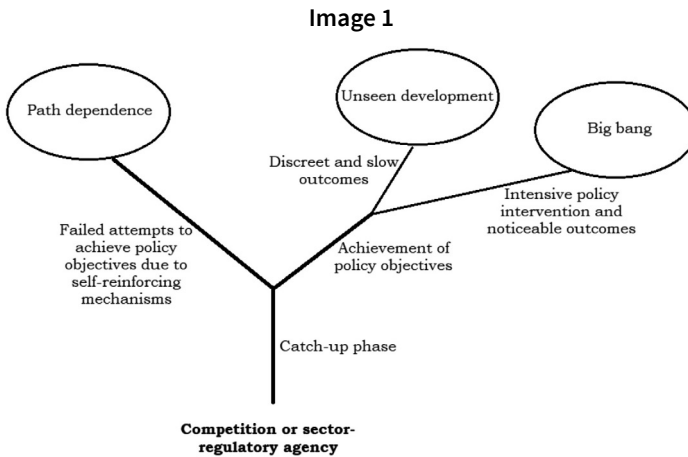 Image 1
Path dependence
Unseen development
Big bang
Discreet and slow
outcomes
Intensive policy
intervention and
noticeable outcomes
Failed attempts to
achieve policy
objectives due to
self-reinforcing
mechanisms
Achievement of
policy objectives
Catch-up phase
Competition or sector-
regulatory agency